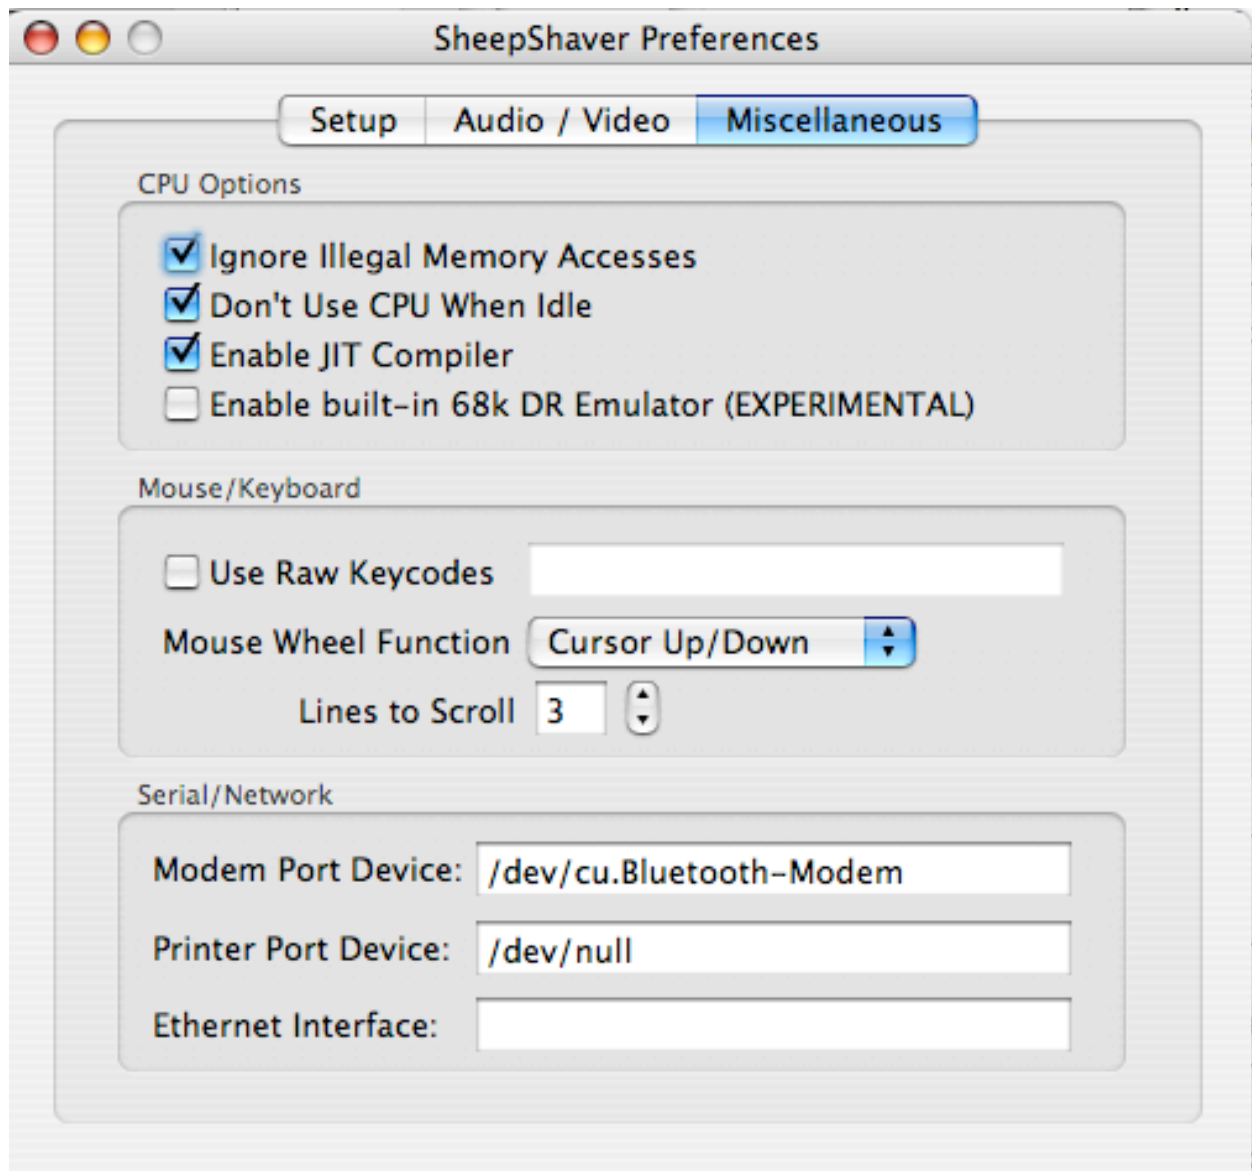 SheepShaver Preferences
Setup Audio / Video Miscellaneous
CPU Options
Ignore Illegal Memory Accesses
Don't Use CPU When Idle
Enable JIT Compiler
Enable built-in 68k DR Emulator (EXPERIMENTAL)
Mouse/Keyboard
Use Raw Keycodes
Mouse Wheel Function Cursor Up/Down
Lines to Scroll 3
Serial/Network
Modem Port Device: /dev/cu.Bluetooth-Modem
Printer Port Device: /dev/null
Ethernet Interface: